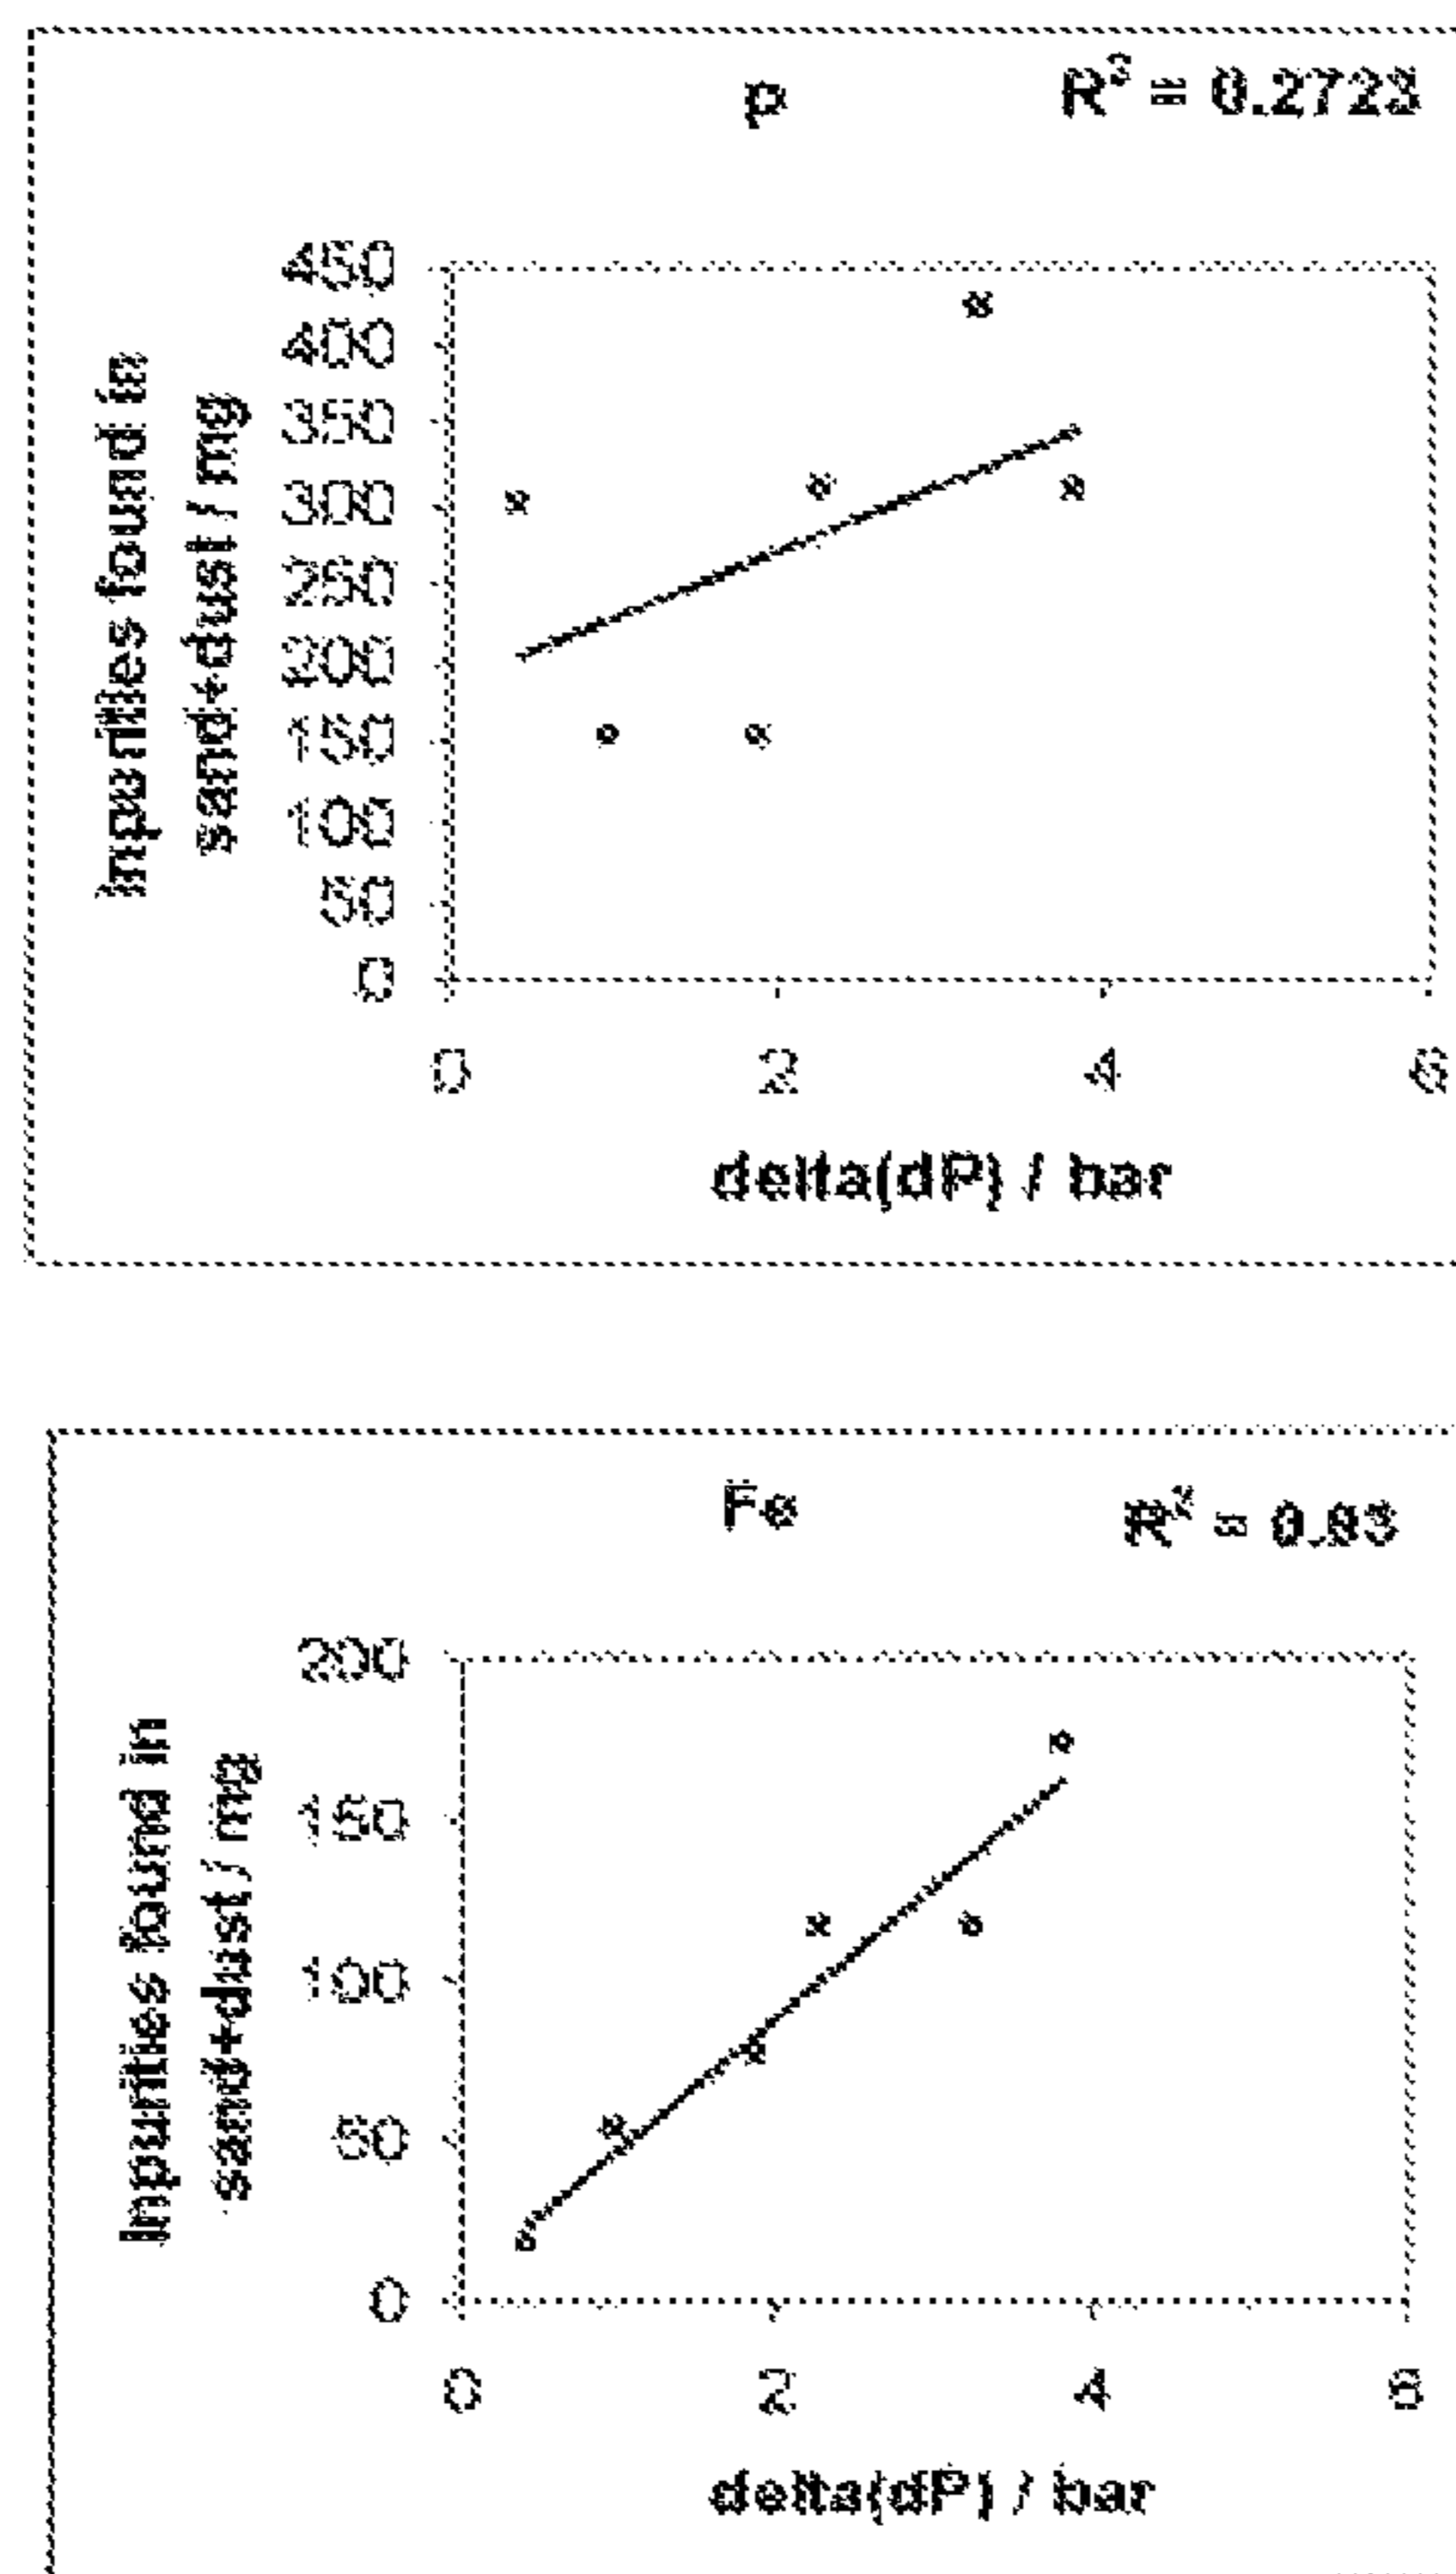 P
R² = 0.2723
Inpurities found in
sand+dust / mg
450
400
350
300
250
200
150
100
50
0
0 2 4 6
delta(dP) / bar
Fe
R² = 0.93
Inpurities found in
sand+dust / mg
200
150
100
50
0
0 2 4 6
delta(dP) / bar